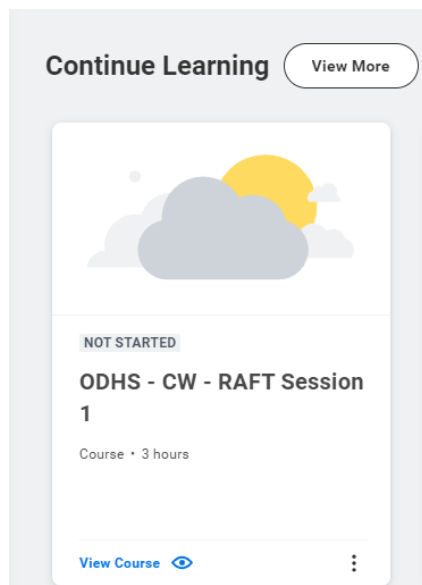 Continue Learning
View More
NOT STARTED
ODHS - CW - RAFT Session
1
Course • 3 hours
View Course